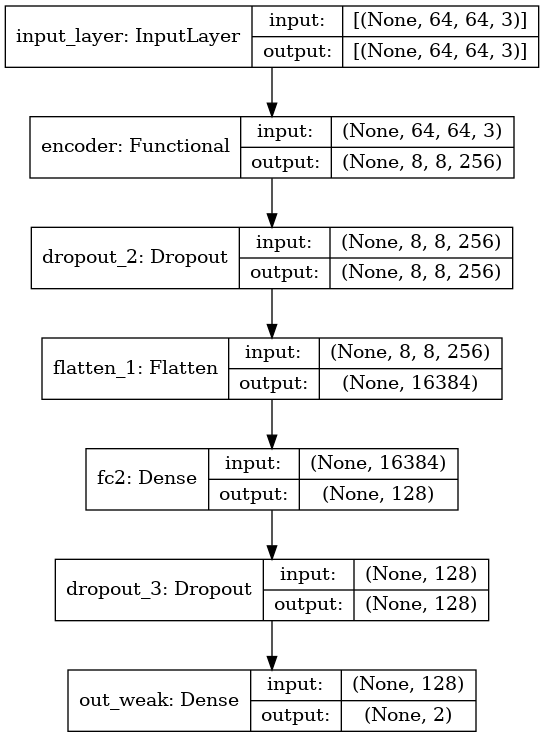 input_layer: InputLayer
input:
[(None, 64, 64, 3)]
output:
[(None, 64, 64, 3)]
encoder: Functional
input:
(None, 64, 64, 3)
output:
(None, 8, 8, 256)
dropout_2: Dropout
input:
(None, 8, 8, 256)
output:
(None, 8, 8, 256)
flatten_1: Flatten
input:
(None, 8, 8, 256)
output:
(None, 16384)
fc2: Dense
input:
(None, 16384)
output:
(None, 128)
dropout_3: Dropout
input:
(None, 128)
output:
(None, 128)
out_weak: Dense
input:
(None, 128)
output:
(None, 2)